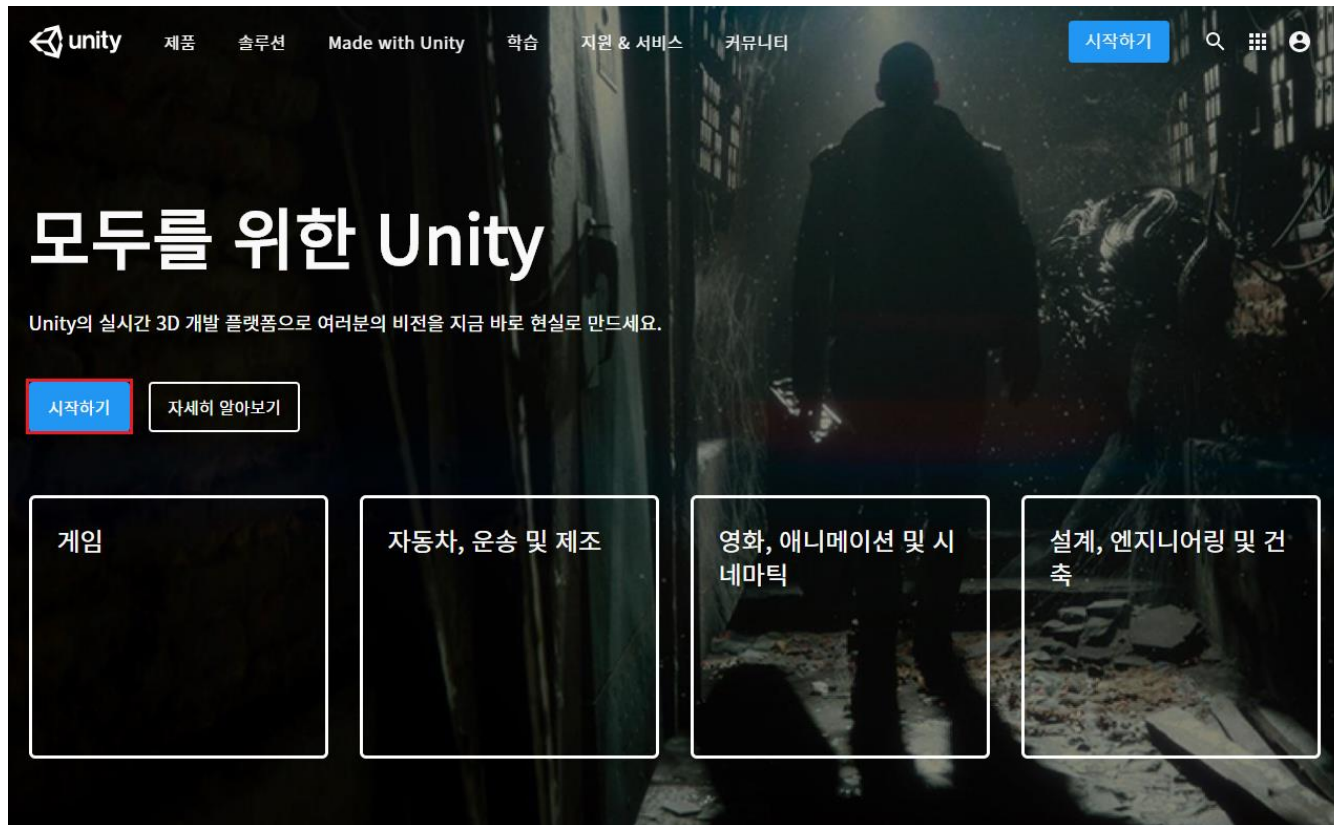 unity 제품 솔루션 Made with Unity 학습 지원 & 서비스 커뮤니티 시작하기
모두를 위한 Unity
Unity의 실시간 3D 개발 플랫폼으로 여러분의 비전을 지금 바로 현실로 만드세요.
시작하기 자세히 알아보기
게임
자동차, 운송 및 제조
영화, 애니메이션 및 시
네마틱
설계, 엔지니어링 및 건
축